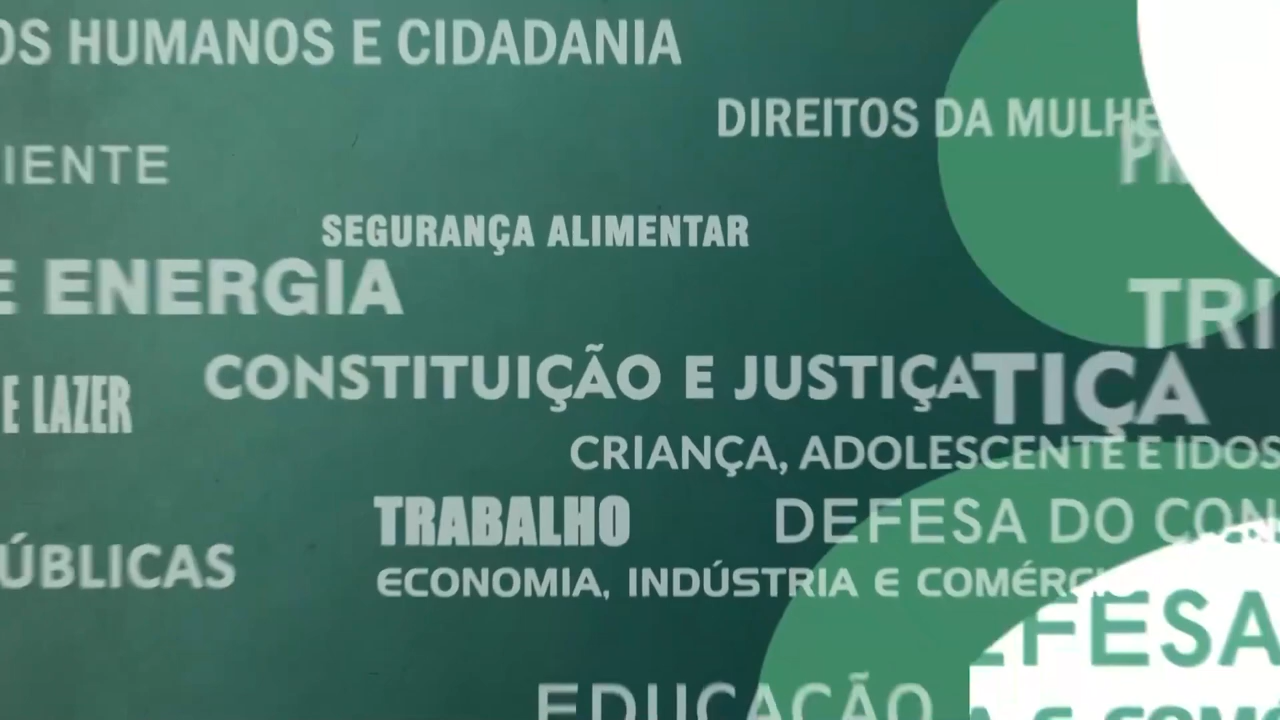 OS HUMANOS E CIDADANIA
DIREITOS DA MULHE
IENTE
SEGURANÇA ALIMENTAR
E ENERGIA
TRI
CONSTITUIÇÃO E JUSTIÇA
TIÇA
E LAZER
CRIANÇA, ADOLESCENTE E IDOS
TRABALHO
DEFESA DO CON
ÚBLICAS
ECONOMIA, INDÚSTRIA E COMÉRCI
EFESA
EDUCAÇÃO